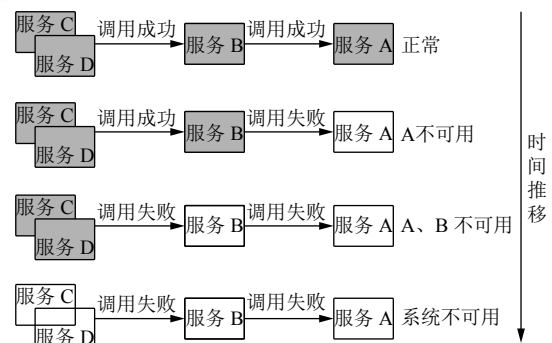 服务 C
服务 D
调用成功
服务 B
调用成功
服务 A
正常
服务 C
服务 D
调用成功
服务 B
调用失败
服务 A
A不可用
服务 C
服务 D
调用失败
服务 B
调用失败
服务 A
A、B 不可用
服务 C
服务 D
调用失败
服务 B
调用失败
服务 A
系统不可用
时间推移